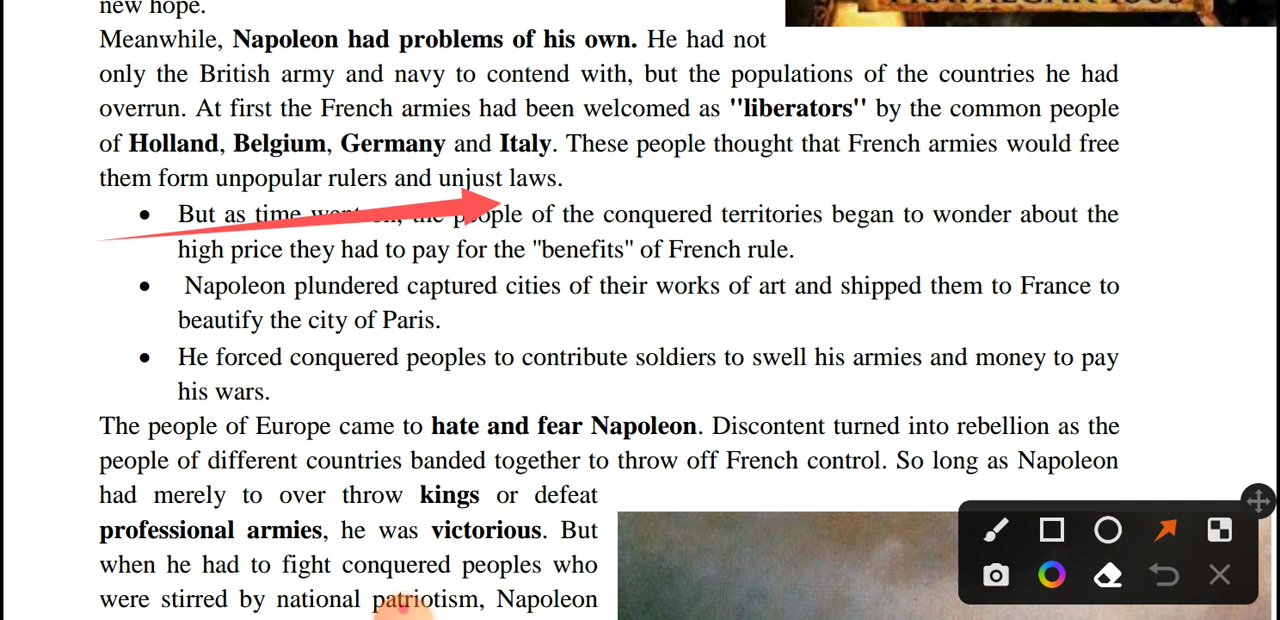 new hope.
Meanwhile, Napoleon had problems of his own. He had not
only the British army and navy to contend with, but the populations of the countries he had
overrun. At first the French armies had been welcomed as "liberators" by the common people
of Holland, Belgium, Germany and Italy. These people thought that French armies would free
them form unpopular rulers and unjust laws.
• But as time went on, the people of the conquered territories began to wonder about the
high price they had to pay for the "benefits" of French rule.
• Napoleon plundered captured cities of their works of art and shipped them to France to
beautify the city of Paris.
• He forced conquered peoples to contribute soldiers to swell his armies and money to pay
his wars.
The people of Europe came to hate and fear Napoleon. Discontent turned into rebellion as the
people of different countries banded together to throw off French control. So long as Napoleon
had merely to over throw kings or defeat
professional armies, he was victorious. But
when he had to fight conquered peoples who
were stirred by national patriotism, Napoleon